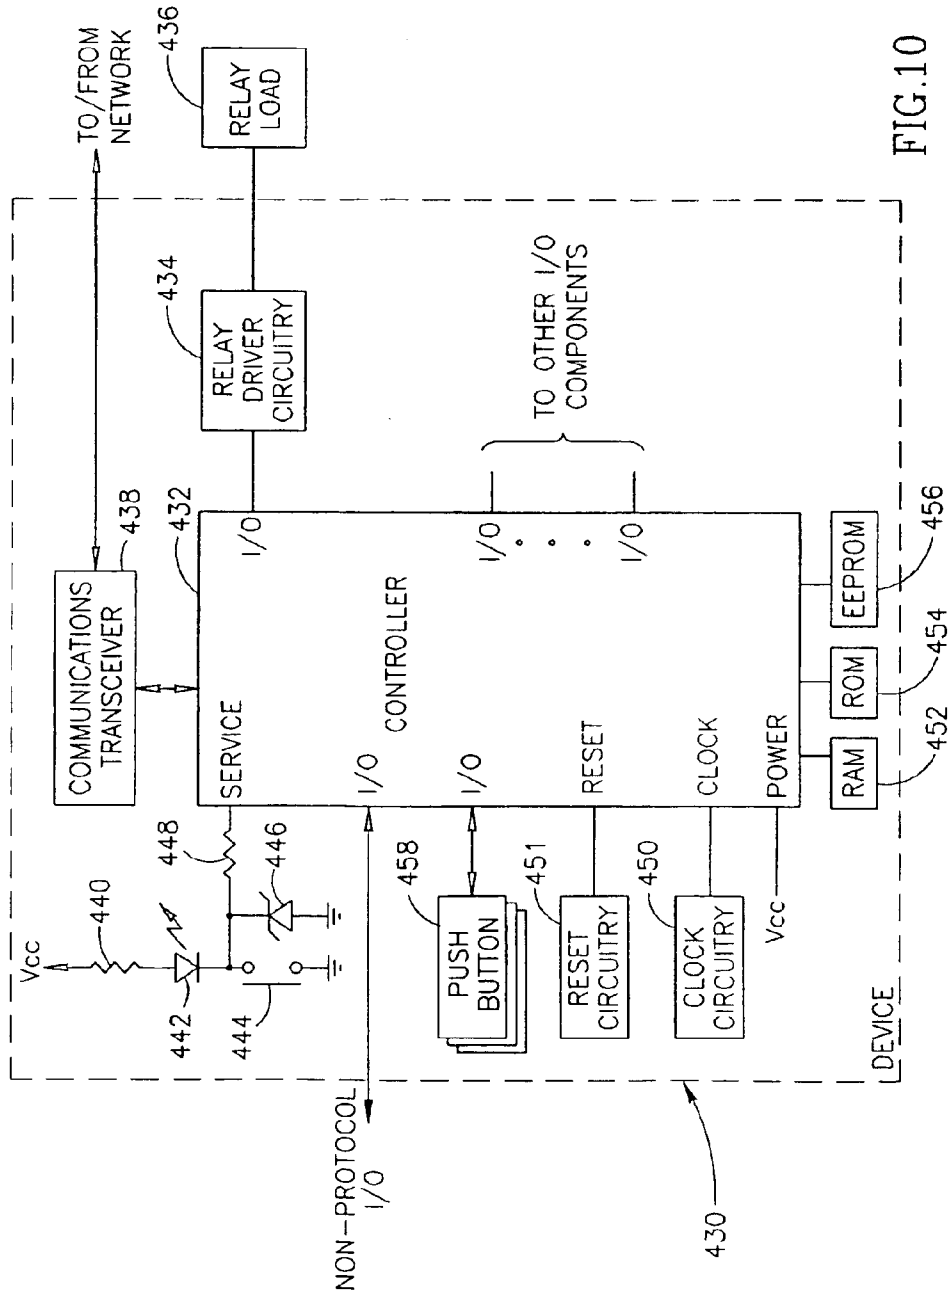 TO/FROM
NETWORK
436
RELAY
LOAD
434
RELAY
DRIVER
CIRCUITRY
438
COMMUNICATIONS
TRANSCEIVER
432
Vcc
440
442
444
446
448
SERVICE
I/O
NON-PROTOCOL
I/O
I/O
CONTROLLER
I/O
I/O
I/O
TO OTHER I/O
COMPONENTS
458
PUSH
BUTTON
451
RESET
CIRCUITRY
RESET
450
CLOCK
CIRCUITRY
CLOCK
Vcc
POWER
RAM
452
ROM
454
EEPROM
456
DEVICE
430
FIG.10